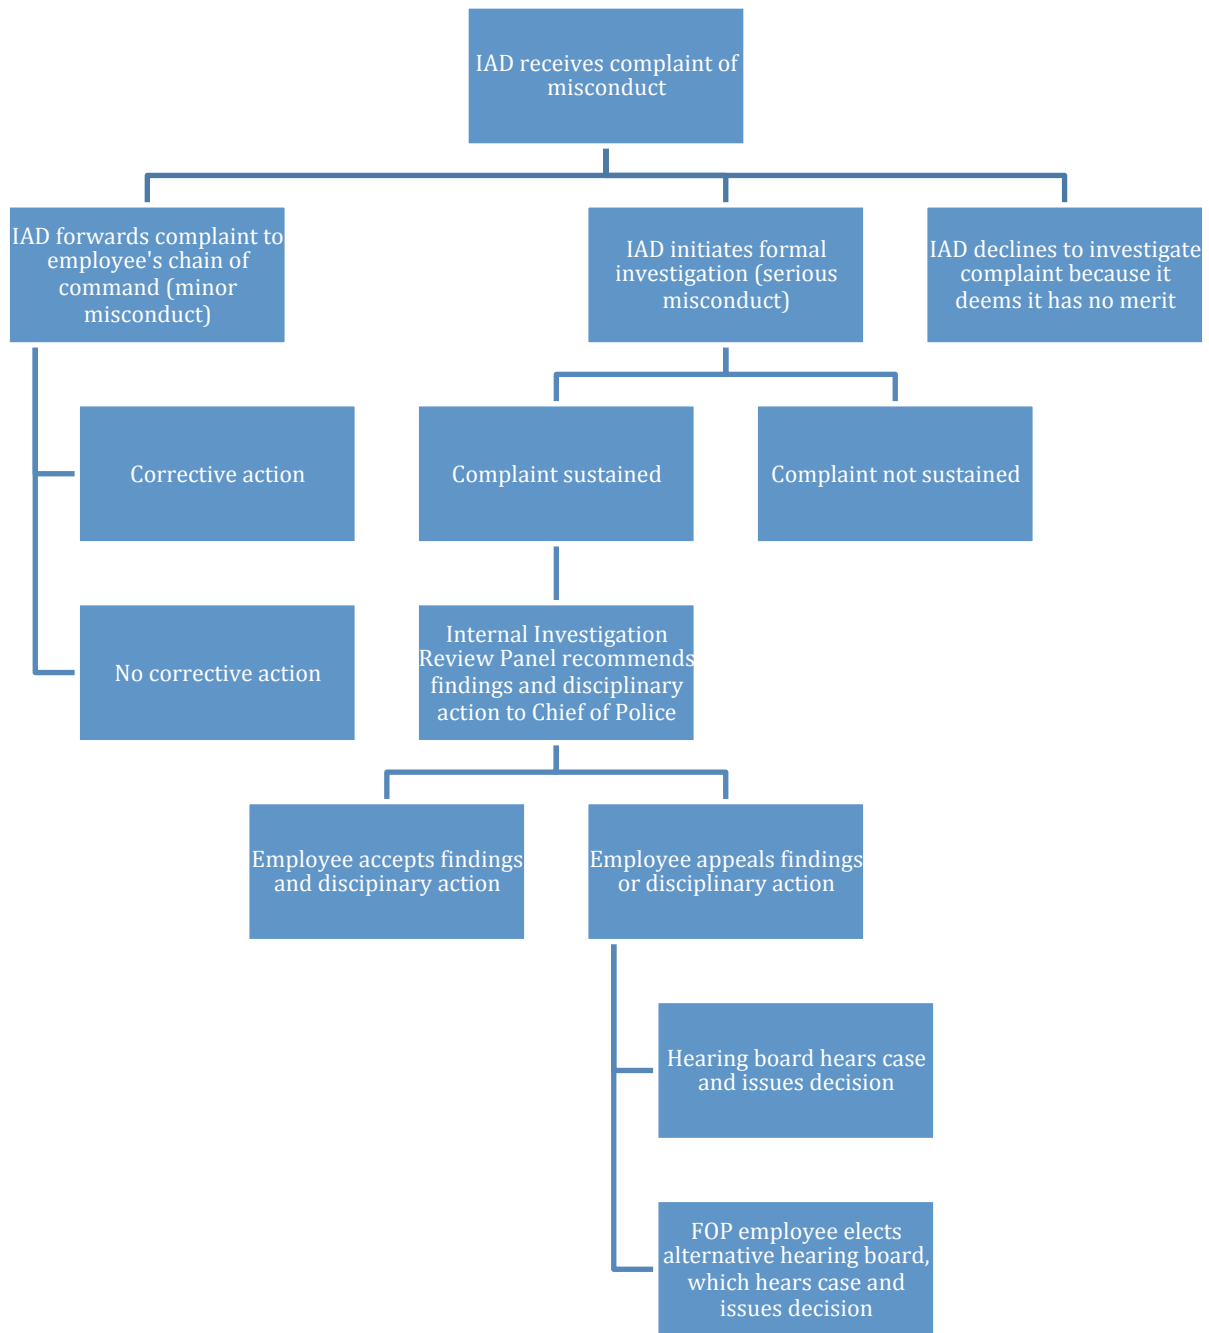 IAD receives complaint of
misconduct
IAD forwards complaint to
employee's chain of
command (minor
misconduct)
IAD initiates formal
investigation (serious
misconduct)
IAD declines to investigate
complaint because it
deems it has no merit
Corrective action
Complaint sustained
Complaint not sustained
No corrective action
Internal Investigation
Review Panel recommends
findings and disciplinary
action to Chief of Police
Employee accepts findings
and discipinary action
Employee appeals findings
or disciplinary action
Hearing board hears case
and issues decision
FOP employee elects
alternative hearing board,
which hears case and
issues decision